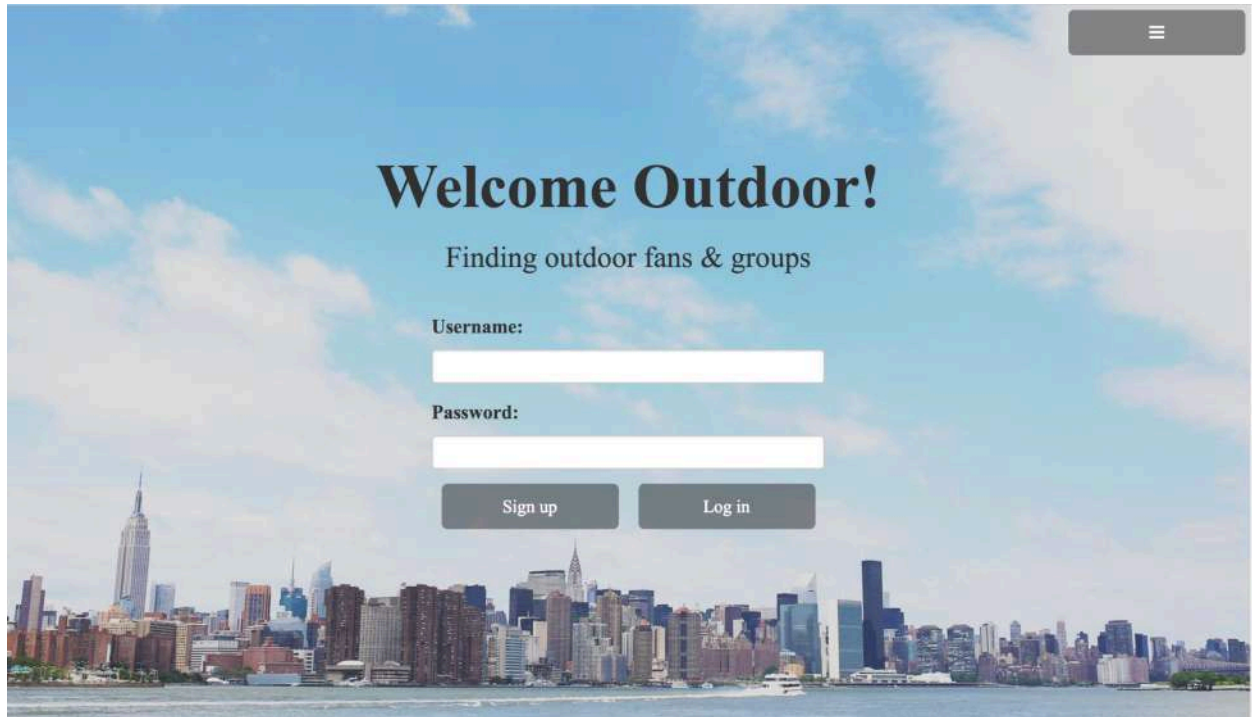 Welcome Outdoor!
Finding outdoor fans & groups
Username:
Password:
Sign up
Log in